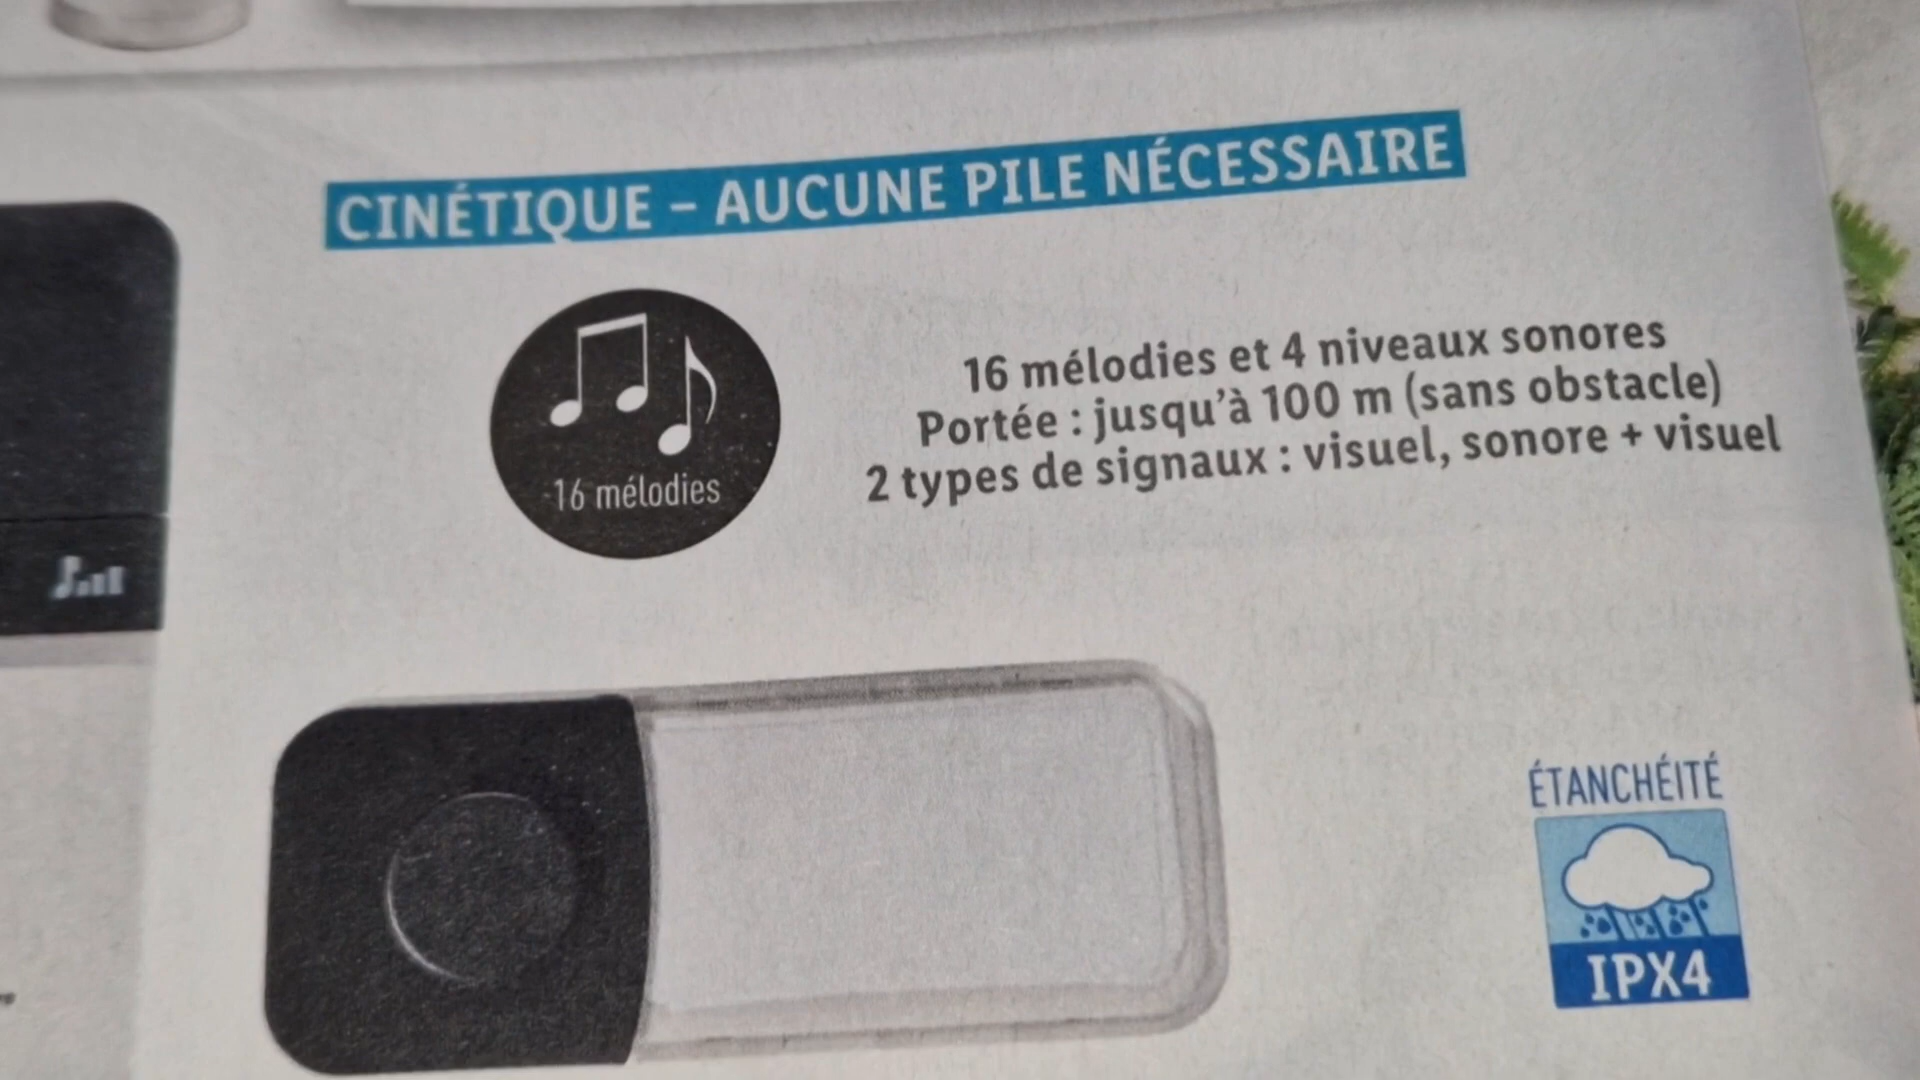 CINÉTIQUE – AUCUNE PILE NÉCESSAIRE
16 mélodies
16 mélodies et 4 niveaux sonores
Portée : jusqu'à 100 m (sans obstacle)
2 types de signaux : visuel, sonore + visuel
ÉTANCHÉITÉ
IPX4